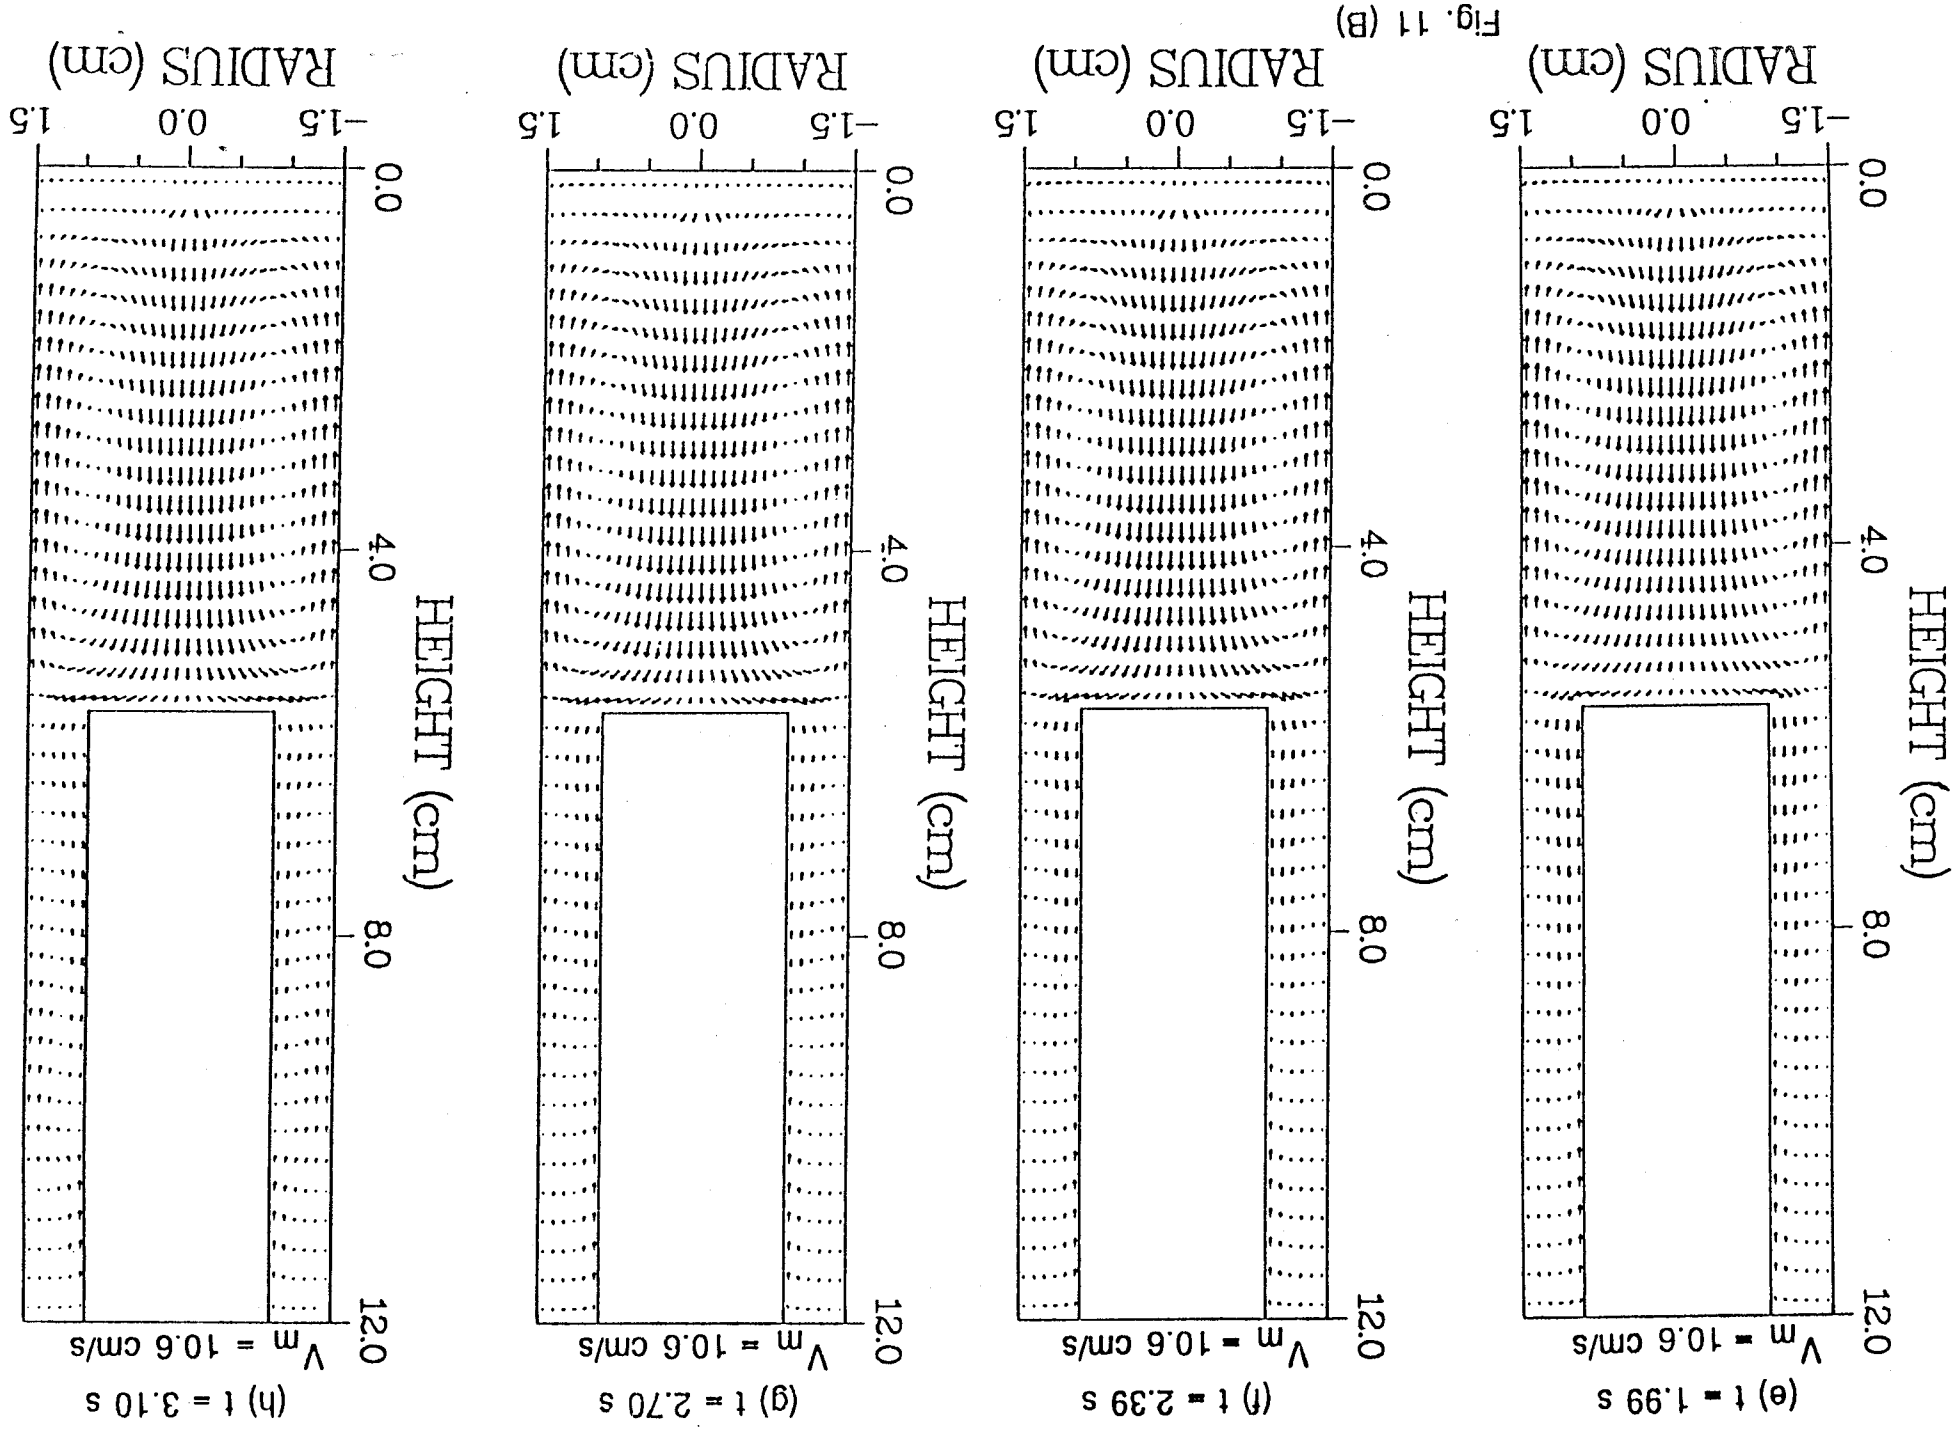 (e) t = 1.99 s
V_m = 10.6 cm/s
12.0
8.0
4.0
0.0
HEIGHT (cm)
-1.5 0.0 1.5
RADIUS (cm)
(f) t = 2.39 s
V_m = 10.6 cm/s
12.0
8.0
4.0
0.0
HEIGHT (cm)
-1.5 0.0 1.5
RADIUS (cm)
(g) t = 2.70 s
V_m = 10.6 cm/s
12.0
8.0
4.0
0.0
HEIGHT (cm)
-1.5 0.0 1.5
RADIUS (cm)
(h) t = 3.10 s
V_m = 10.6 cm/s
12.0
8.0
4.0
0.0
HEIGHT (cm)
-1.5 0.0 1.5
RADIUS (cm)
Fig. 11 (B)